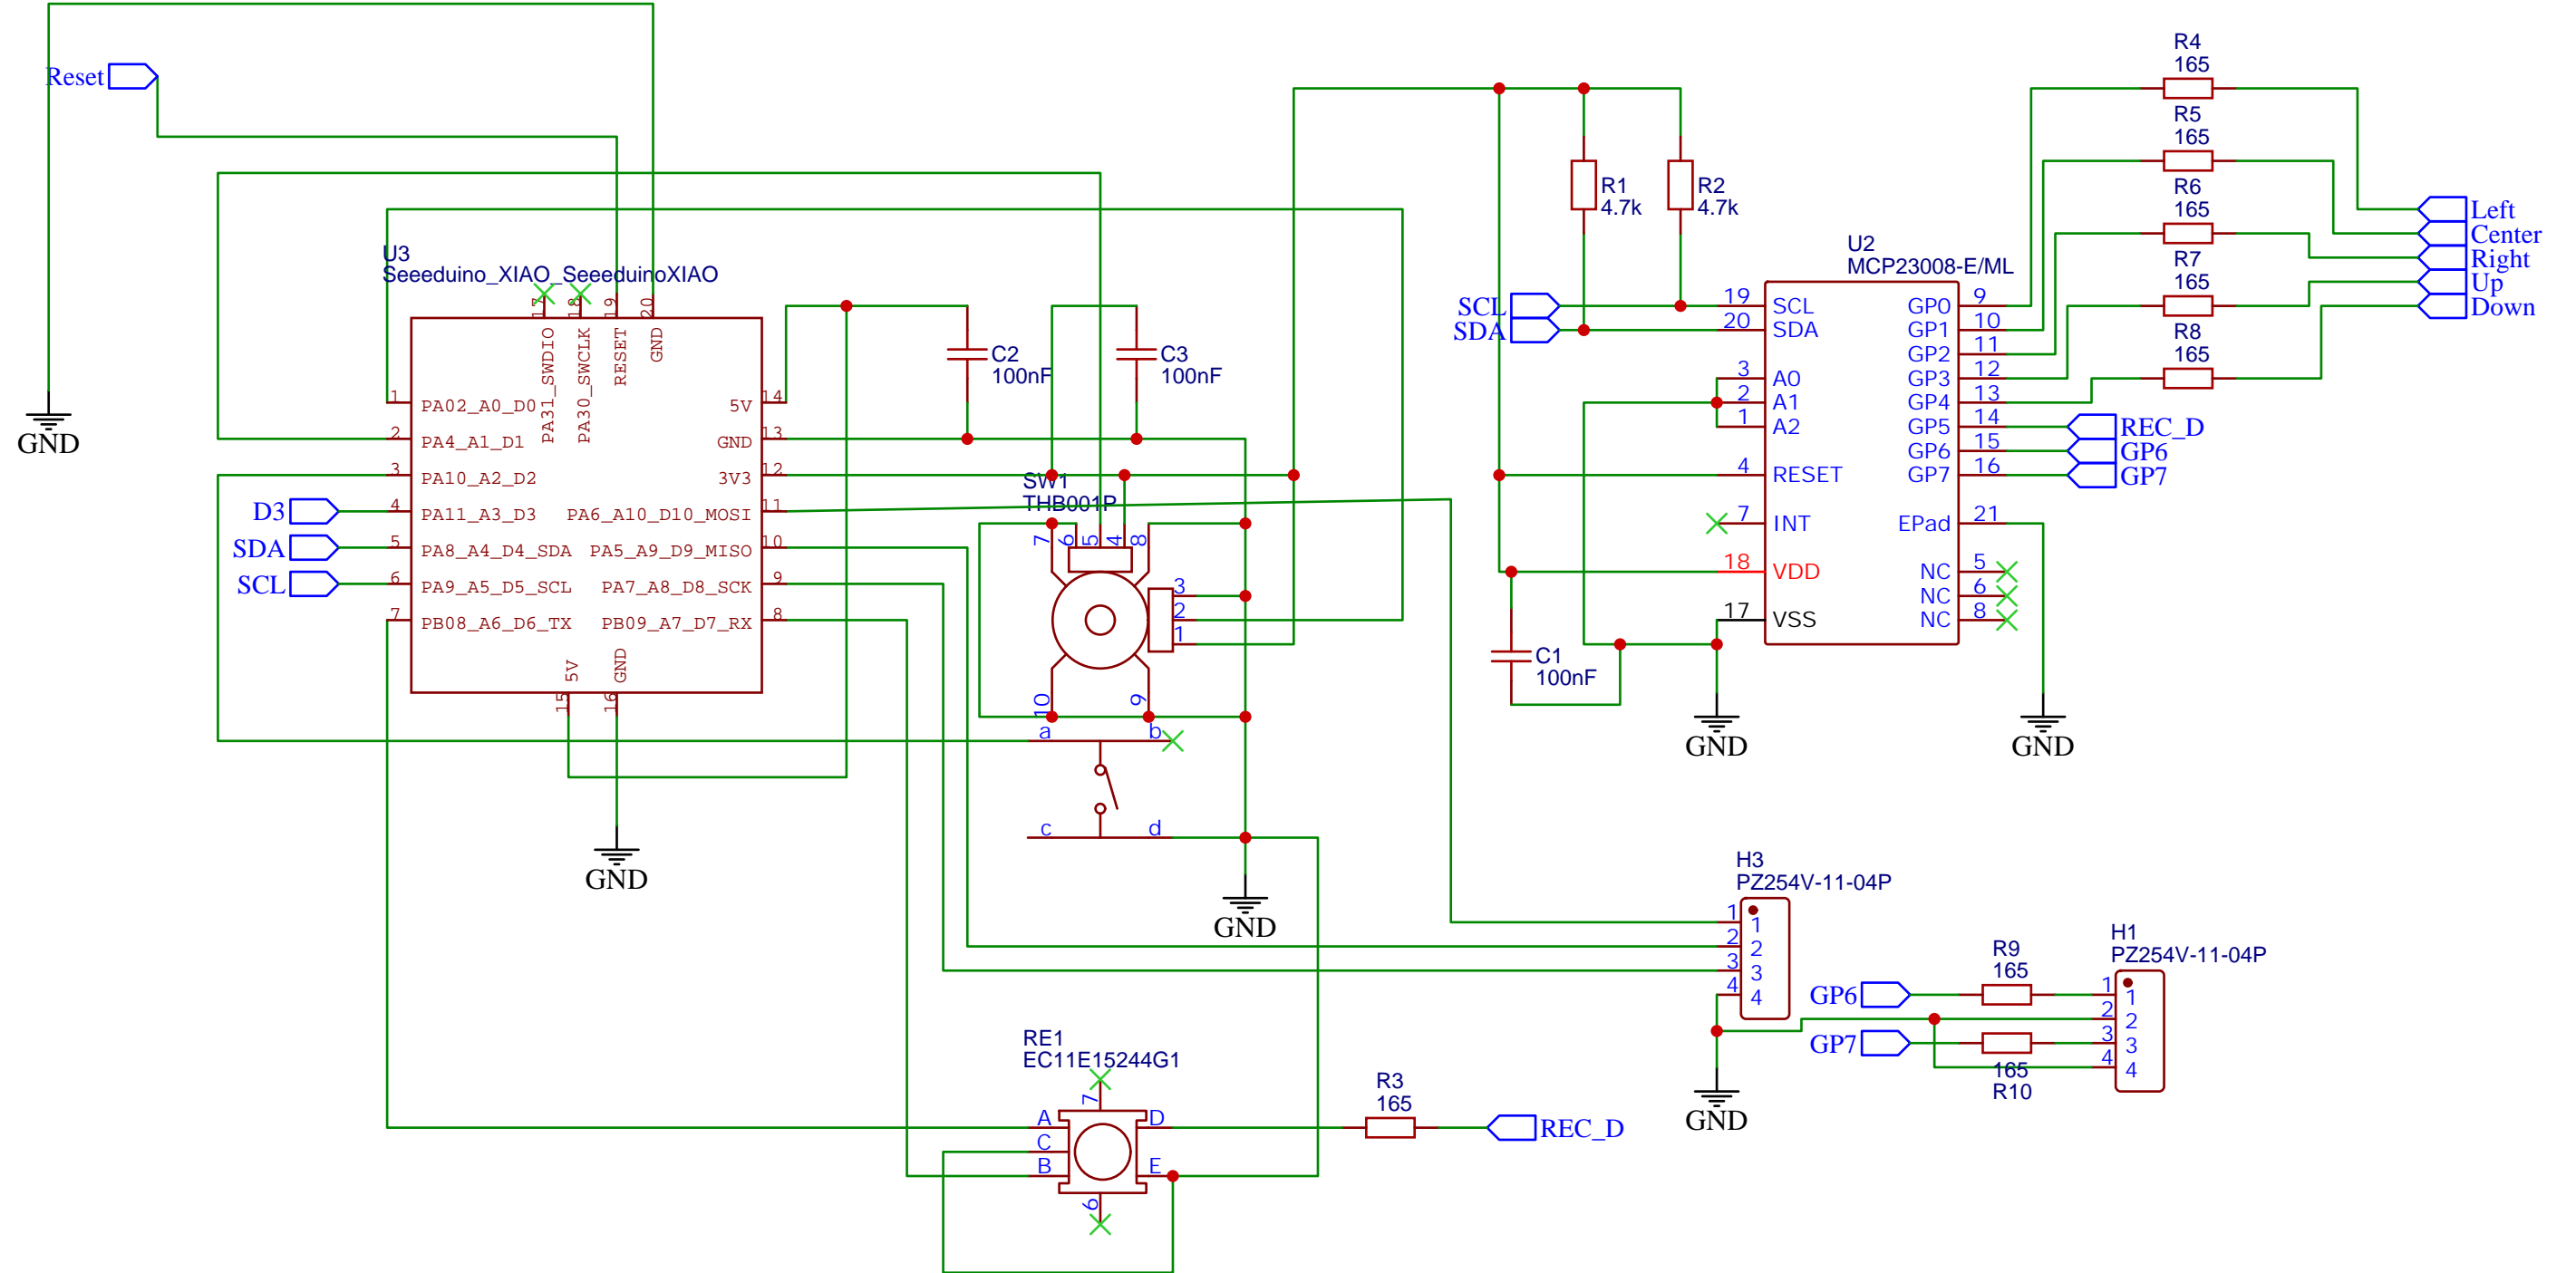 Reset
GND
U3
Seeeduino_XIAO_SeeeduinoXIAO
17
18
19
20
PA31_SWDIO
PA30_SWCLK
RESET
GND
1
PA02_A0_D0
5V
14
2
PA4_A1_D1
GND
13
3
PA10_A2_D2
3V3
12
D3
4
PA11_A3_D3
PA6_A10_D10_MOSI
11
SDA
5
PA8_A4_D4_SDA
PA5_A9_D9_MISO
10
SCL
6
PA9_A5_D5_SCL
PA7_A8_D8_SCK
9
7
PB08_A6_D6_TX
PB09_A7_D7_RX
8
5V
GND
15
16
GND
C2
100nF
C3
100nF
SW1
THB001P
7
6
5
4
8
3
2
1
10
9
a
b
c
d
GND
RE1
EC11E15244G1
7
A
D
C
B
E
6
R3
165
REC_D
R1
4.7k
R2
4.7k
U2
MCP23008-E/ML
SCL
19
SCL
GP0
9
SDA
20
SDA
GP1
10
GP2
11
3
A0
GP3
12
2
A1
GP4
13
1
A2
GP5
14
REC_D
GP6
15
GP6
4
RESET
GP7
16
GP7
7
INT
EPad
21
18
VDD
NC
5
NC
6
17
VSS
NC
8
C1
100nF
GND
GND
R4
165
R5
165
R6
165
R7
165
R8
165
Left
Center
Right
Up
Down
H3
PZ254V-11-04P
1
1
2
2
3
3
4
4
GND
H1
PZ254V-11-04P
R9
165
GP6
1
1
2
2
GP7
3
3
4
4
165
R10